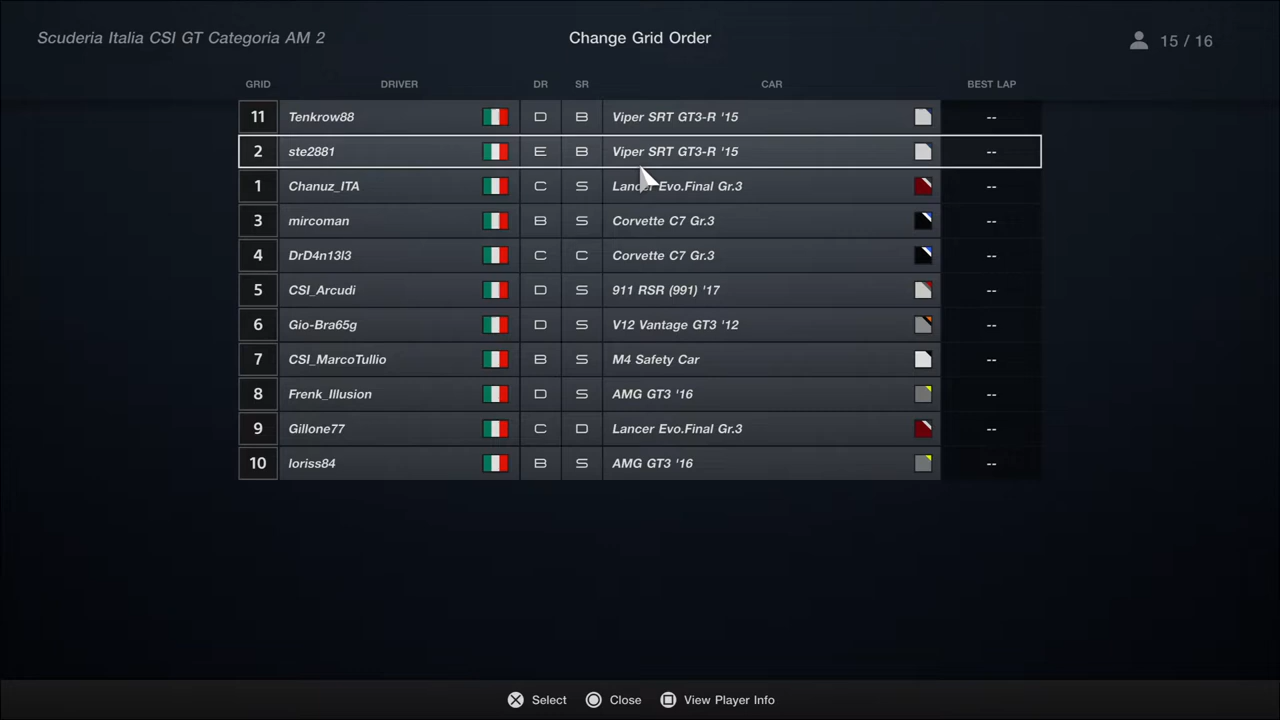 Scuderia Italia CSI GT Categoria AM 2 Change Grid Order 15 / 16
GRID DRIVER DR SR CAR BEST LAP
11 Tenkrow88 D B Viper SRT GT3-R '15 --
2 ste2881 E B Viper SRT GT3-R '15 --
1 Chanuz_ITA C S Lancer Evo.Final Gr.3 --
3 mircoman B S Corvette C7 Gr.3 --
4 DrD4n13l3 C C Corvette C7 Gr.3 --
5 CSI_Arcudi D S 911 RSR (991) '17 --
6 Gio-Bra65g D S V12 Vantage GT3 '12 --
7 CSI_MarcoTullio B S M4 Safety Car --
8 Frenk_Illusion D S AMG GT3 '16 --
9 Gillone77 C D Lancer Evo.Final Gr.3 --
10 loriss84 B S AMG GT3 '16 --
Select Close View Player Info